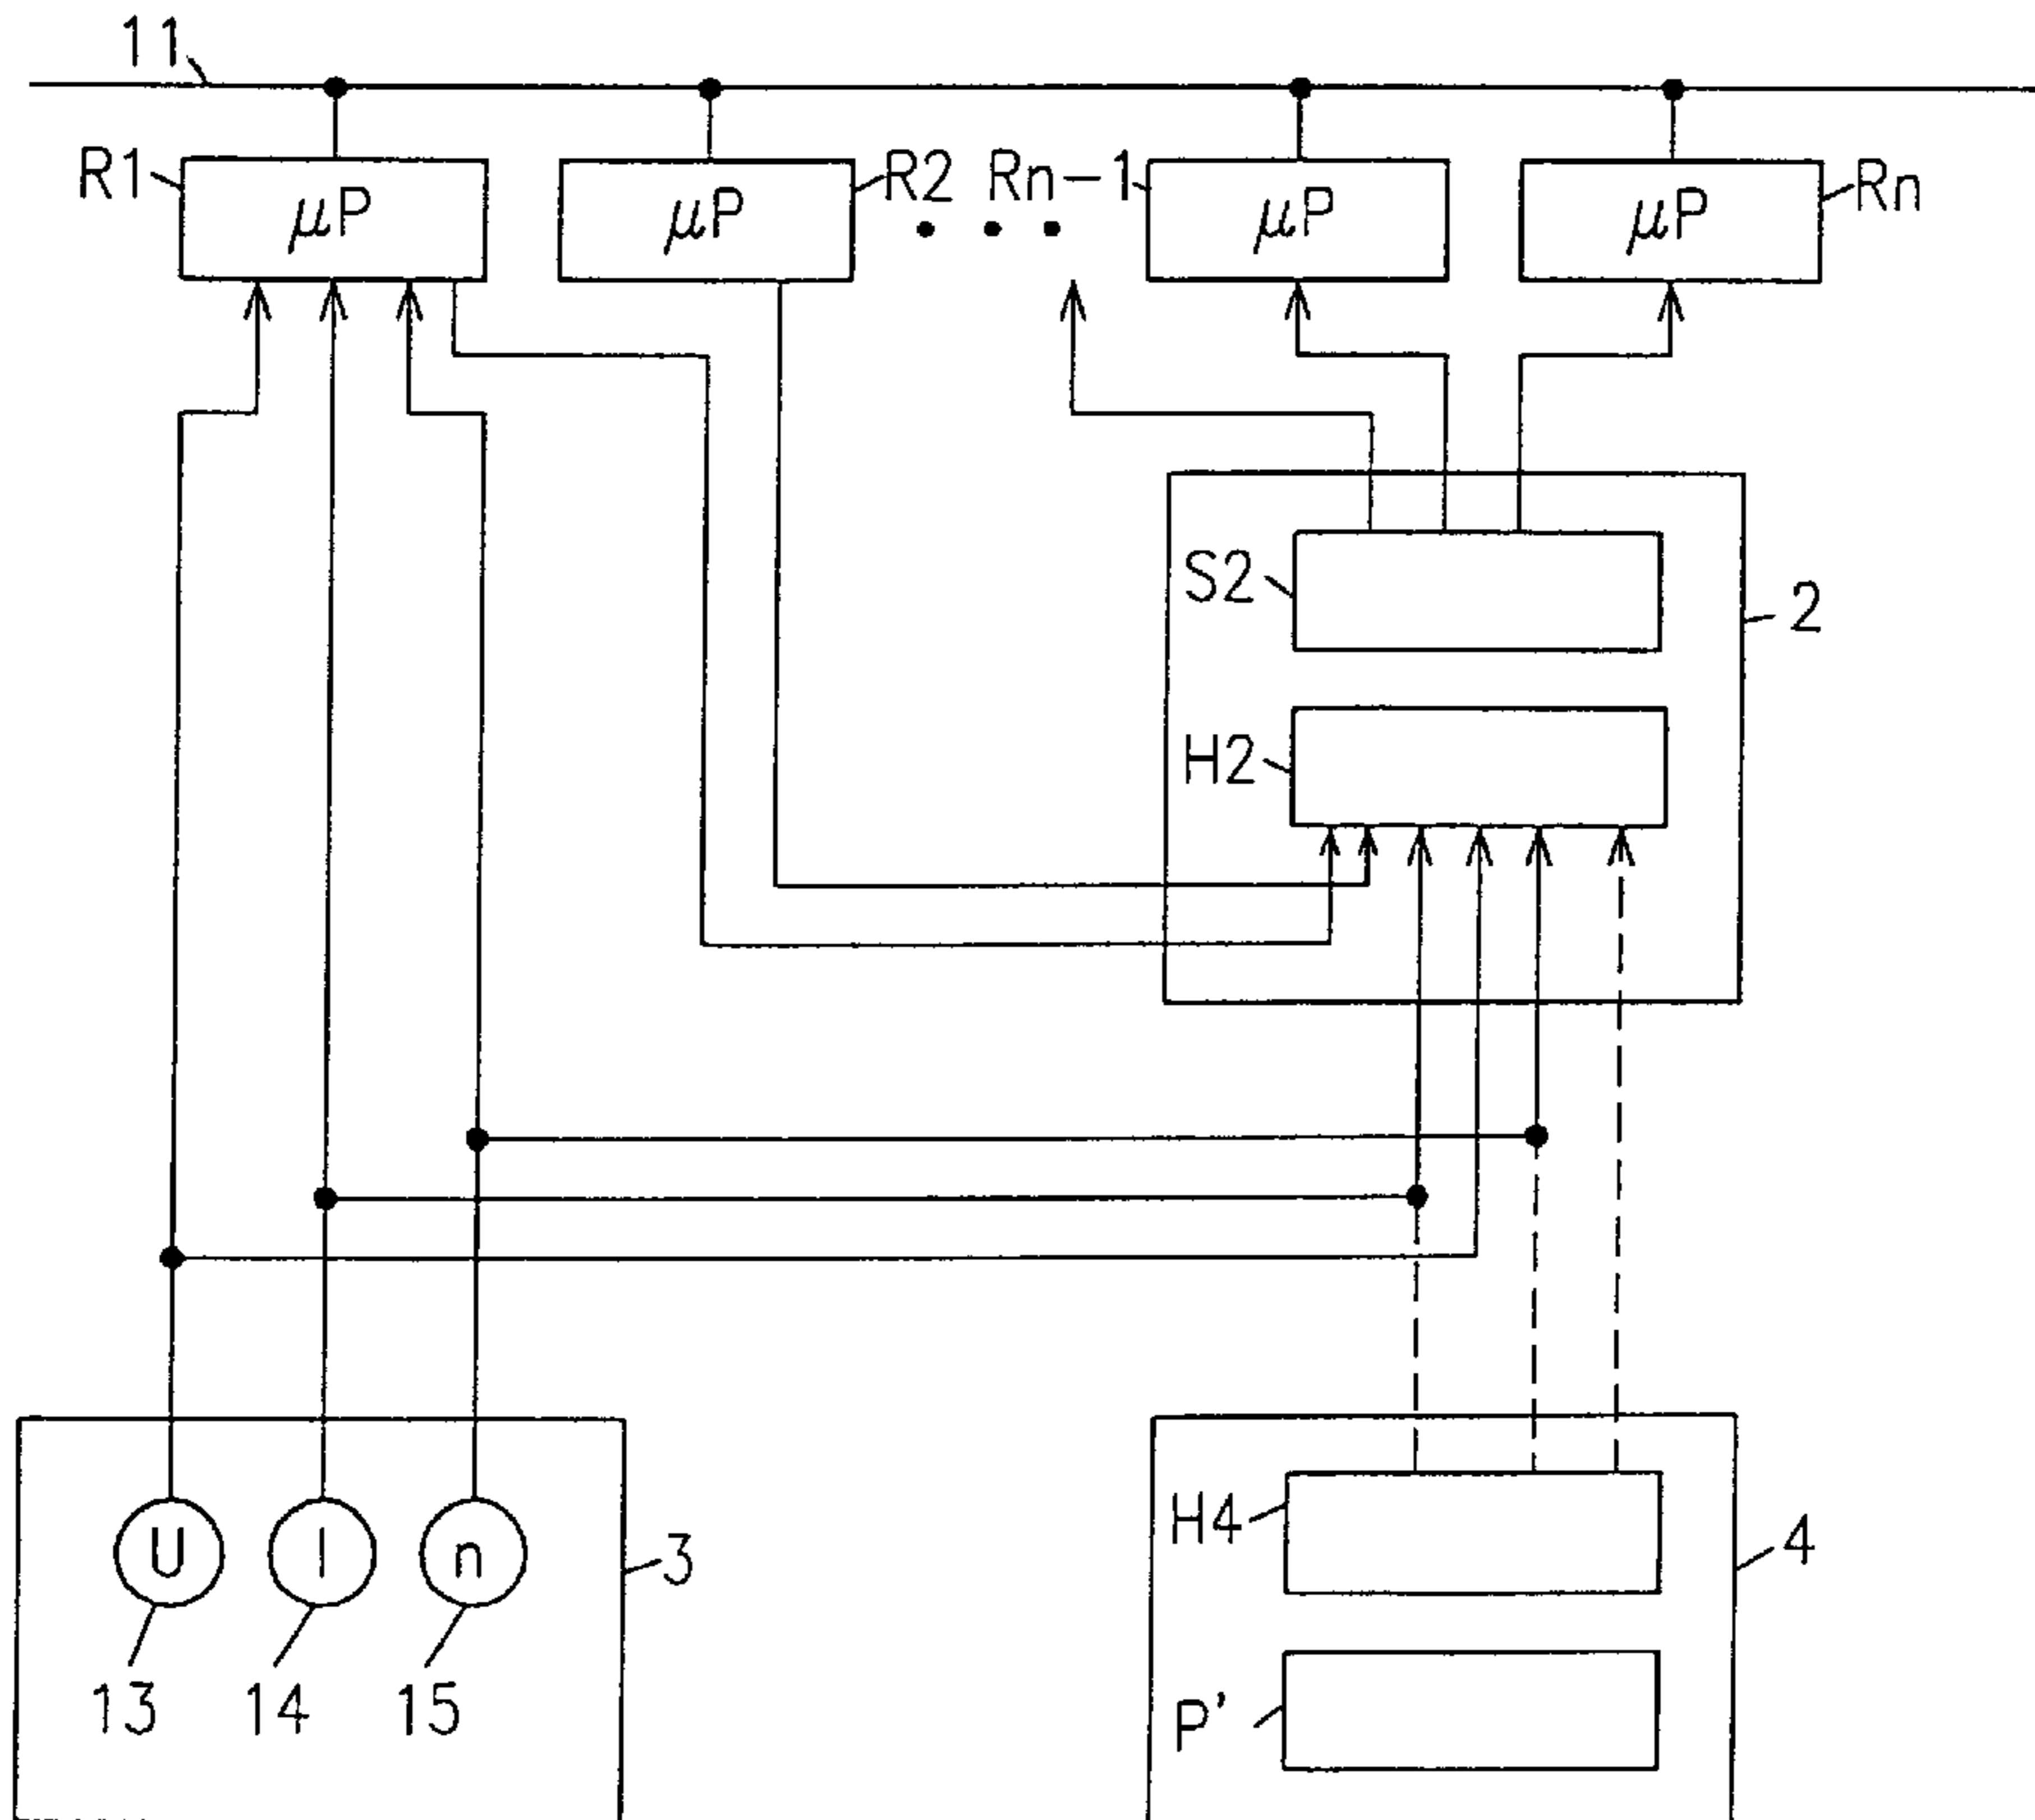 11
R1 μP μP R2 • • • Rn-1 μP μP Rn
S2
2
H2
U I n 3
13 14 15
H4
4
P'